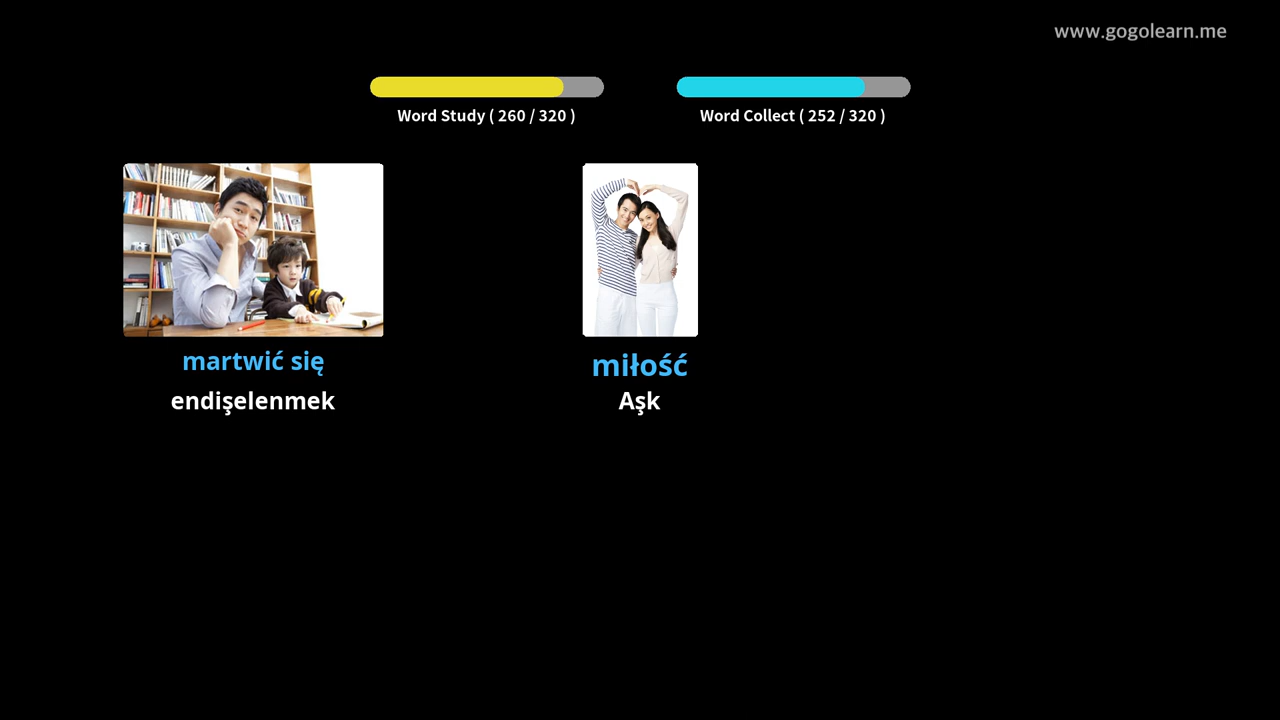 www.gogolearn.me
Word Study ( 260 / 320 )
Word Collect ( 252 / 320 )
martwić się
endişelenmek
miłość
Aşk